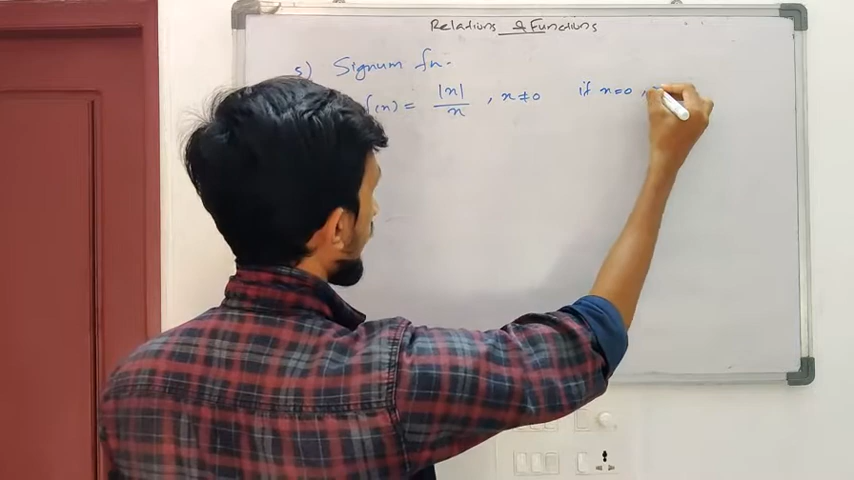 Relations & Functions
5) Signum fn.
f(x) = |x|/x , x≠0 if x=0 ,